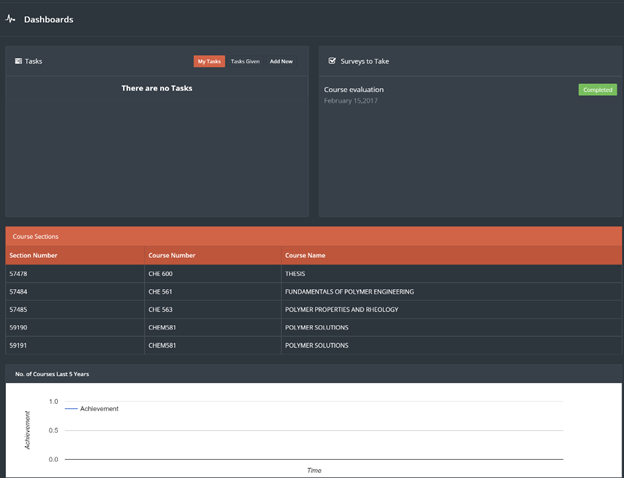 Dashboards
Tasks My Tasks Tasks Given Add New
There are no Tasks
Surveys to Take
Course evaluation Completed
February 15,2017
Course Sections
Section Number Course Number Course Name
57478 CHE 600 THESIS
57484 CHE 561 FUNDAMENTALS OF POLYMER ENGINEERING
57485 CHE 563 POLYMER PROPERTIES AND RHEOLOGY
59190 CHEM581 POLYMER SOLUTIONS
59191 CHEM581 POLYMER SOLUTIONS
No. of Courses Last 5 Years
1.0
Achievement
0.5
Achievement
0.0
Time